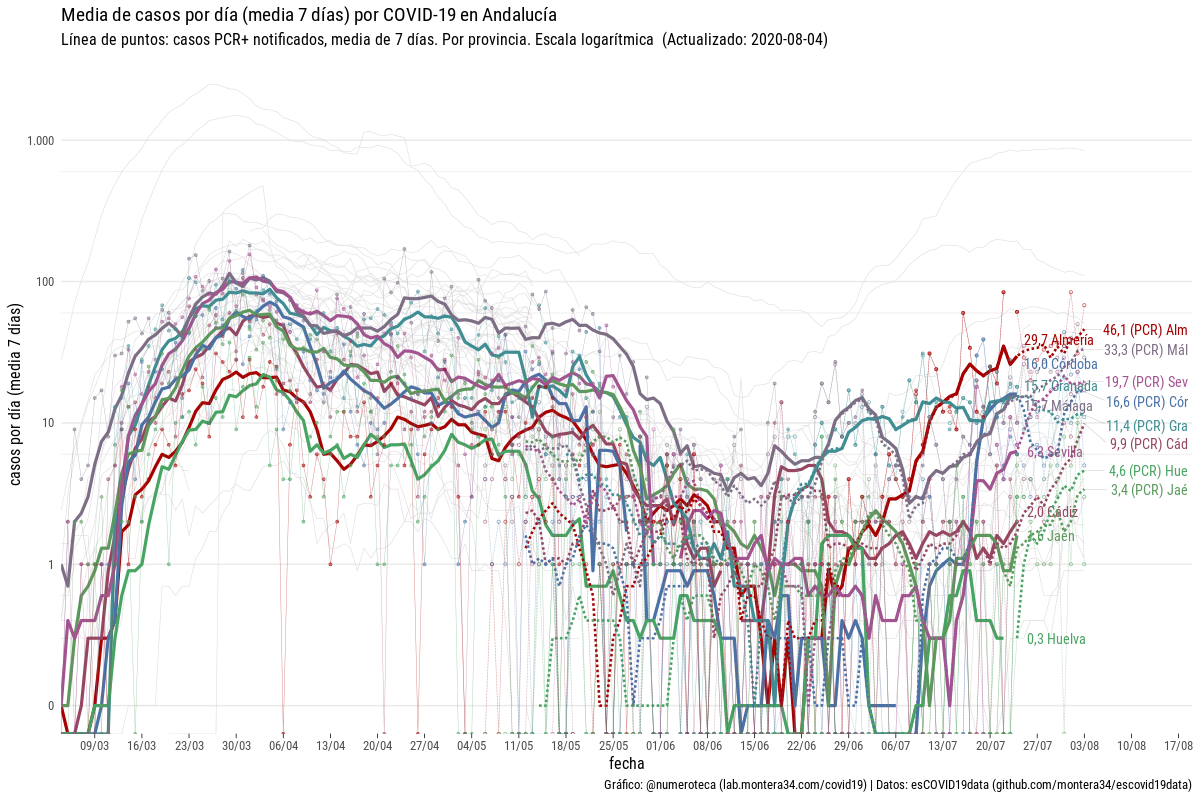 Media de casos por día (media 7 días) por COVID-19 en Andalucía
Línea de puntos: casos PCR+ notificados, media de 7 días. Por provincia. Escala logarítmica (Actualizado: 2020-08-04)
casos por día (media 7 días)
1.000
100
10
1
0
29,7 Almería
16,0 Córdoba
15,7 Granada
13,7 Málaga
6,3 Sevilla
2,0 Cádiz
1,6 Jaén
0,3 Huelva
46,1 (PCR) Alm
33,3 (PCR) Mál
19,7 (PCR) Sev
16,6 (PCR) Cór
11,4 (PCR) Gra
9,9 (PCR) Cád
4,6 (PCR) Hue
3,4 (PCR) Jaé
9/03 16/03 23/03 30/03 06/04 13/04 20/04 27/04 04/05 11/05 18/05 25/05 01/06 08/06 15/06 22/06 29/06 06/07 13/07 20/07 27/07 03/08 10/08 17/08
fecha
Gráfico: @numeroteca (lab.montera34.com/covid19) | Datos: esCOVID19data (github.com/montera34/escovid19data)